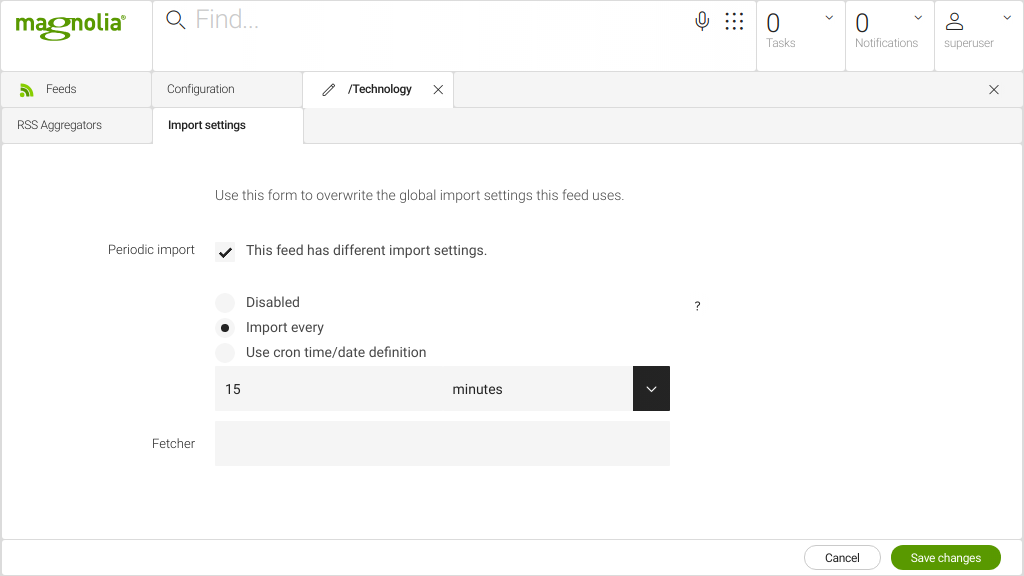 magnolia®
Find...
0
Tasks
0
Notifications
superuser
Feeds
Configuration
/Technology
RSS Aggregators
Import settings
Use this form to overwrite the global import settings this feed uses.
Periodic import
This feed has different import settings.
Disabled
?
Import every
Use cron time/date definition
15 minutes
Fetcher
Cancel
Save changes